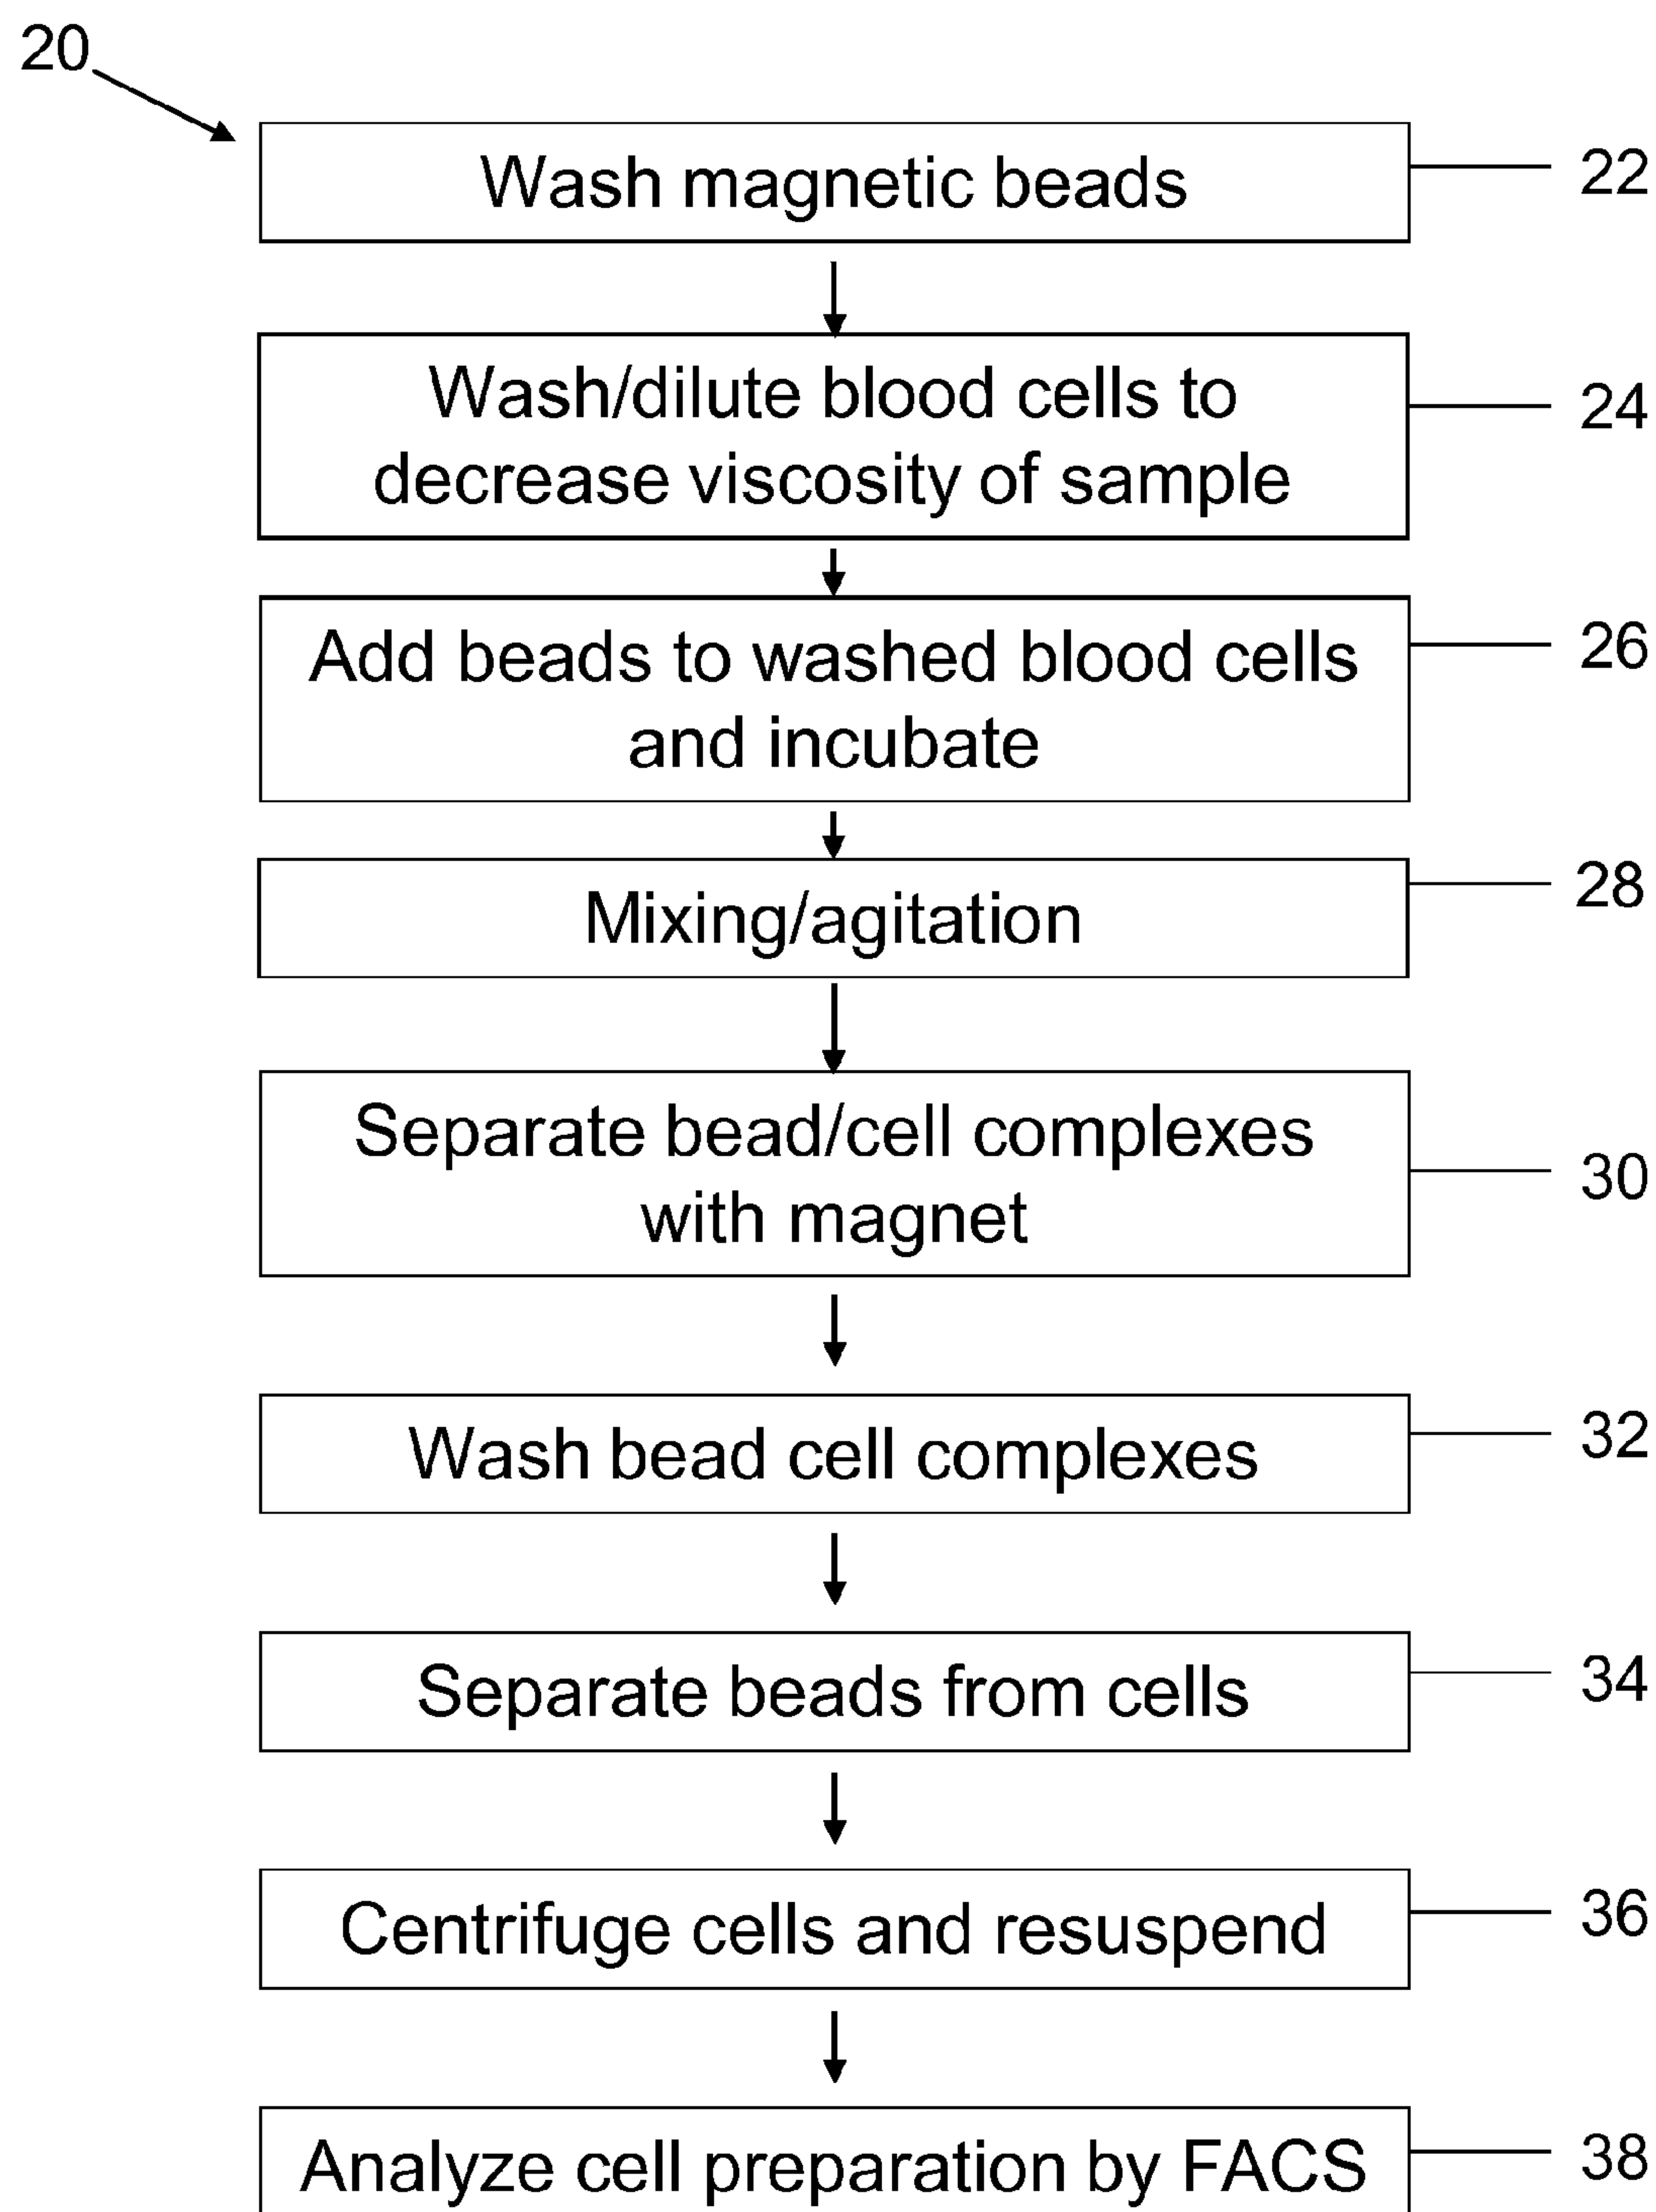 20
Wash magnetic beads
22
Wash/dilute blood cells to
decrease viscosity of sample
24
Add beads to washed blood cells
and incubate
26
Mixing/agitation
28
Separate bead/cell complexes
with magnet
30
Wash bead cell complexes
32
Separate beads from cells
34
Centrifuge cells and resuspend
36
Analyze cell preparation by FACS
38